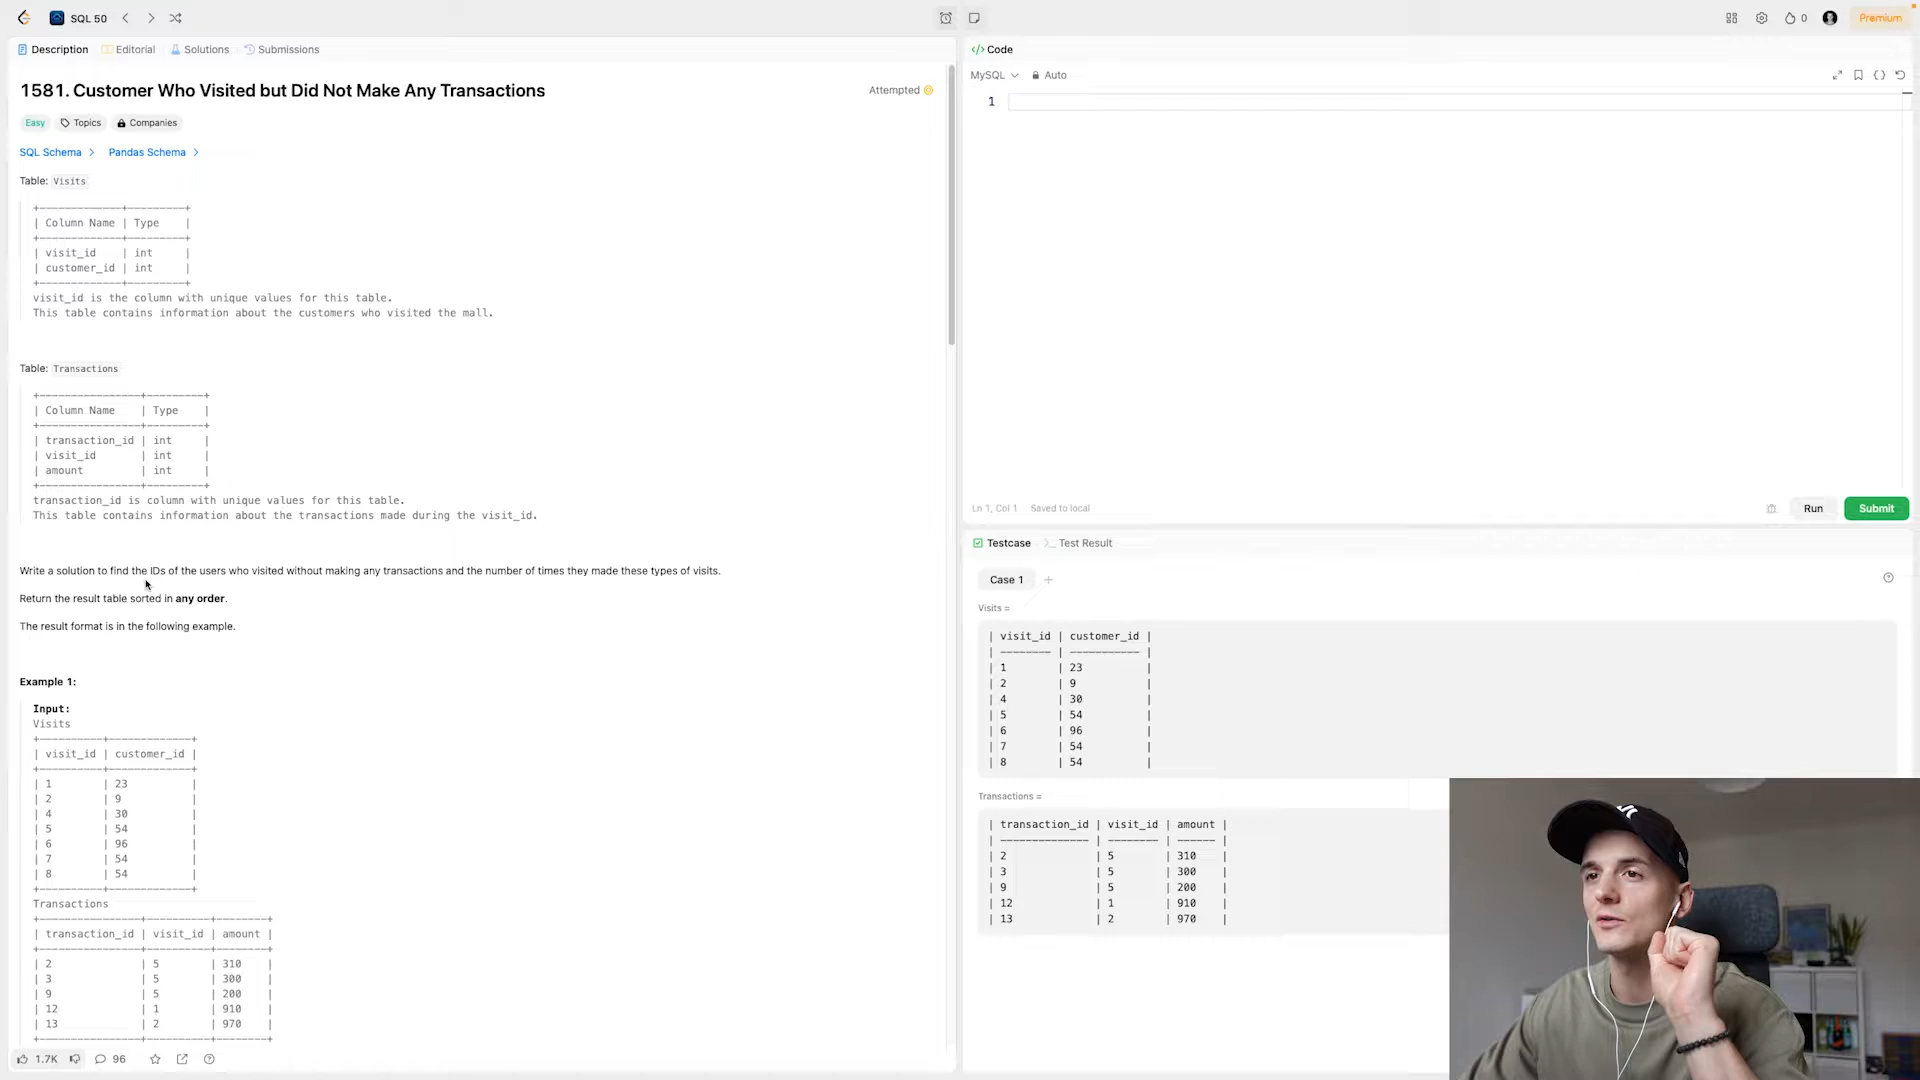 SQL 50
0
Premium
Description
Editorial
Solutions
Submissions
1581. Customer Who Visited but Did Not Make Any Transactions
Attempted
Easy
Topics
Companies
SQL Schema >
Pandas Schema >
Table: Visits
+-------------+---------+
| Column Name | Type    |
+-------------+---------+
| visit_id    | int     |
| customer_id | int     |
+-------------+---------+
visit_id is the column with unique values for this table.
This table contains information about the customers who visited the mall.
Table: Transactions
+----------------+---------+
| Column Name    | Type    |
+----------------+---------+
| transaction_id | int     |
| visit_id       | int     |
| amount         | int     |
+----------------+---------+
transaction_id is column with unique values for this table.
This table contains information about the transactions made during the visit_id.
Write a solution to find the IDs of the users who visited without making any transactions and the number of times they made these types of visits.
Return the result table sorted in any order.
The result format is in the following example.
Example 1:
Input:
Visits
+----------+-------------+
| visit_id | customer_id |
+----------+-------------+
| 1        | 23          |
| 2        | 9           |
| 4        | 30          |
| 5        | 54          |
| 6        | 96          |
| 7        | 54          |
| 8        | 54          |
+----------+-------------+
Transactions
+----------------+----------+--------+
| transaction_id | visit_id | amount |
+----------------+----------+--------+
| 2              | 5        | 310    |
| 3              | 5        | 300    |
| 9              | 5        | 200    |
| 12             | 1        | 910    |
| 13             | 2        | 970    |
+----------------+----------+--------+
1.7K
96
</> Code
MySQL
Auto
1
Ln 1, Col 1
Saved to local
Run
Submit
Testcase
>_ Test Result
Case 1
+
Visits =
| visit_id | customer_id |
| -------- | ----------- |
| 1        | 23          |
| 2        | 9           |
| 4        | 30          |
| 5        | 54          |
| 6        | 96          |
| 7        | 54          |
| 8        | 54          |
Transactions =
| transaction_id | visit_id | amount |
| -------------- | -------- | ------ |
| 2              | 5        | 310    |
| 3              | 5        | 300    |
| 9              | 5        | 200    |
| 12             | 1        | 910    |
| 13             | 2        | 970    |